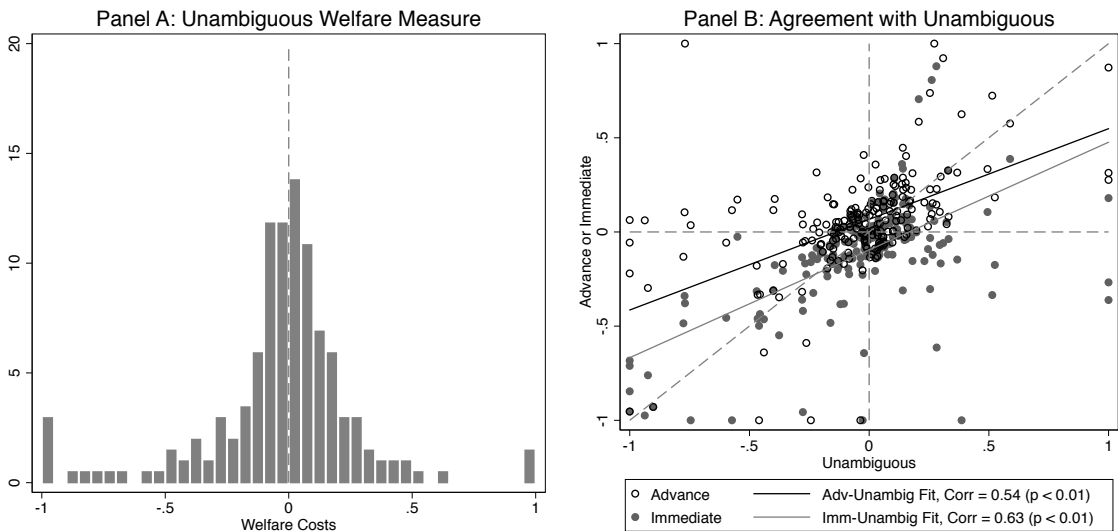 Panel A: Unambiguous Welfare Measure
20
15
10
5
0
-1
-.5
0
.5
1
Welfare Costs
Panel B: Agreement with Unambiguous
Advance or Immediate
1
.5
0
-.5
-1
-1
-.5
0
.5
1
Unambiguous
Advance
Adv-Unambig Fit, Corr = 0.54 (p < 0.01)
Immediate
Imm-Unambig Fit, Corr = 0.63 (p < 0.01)